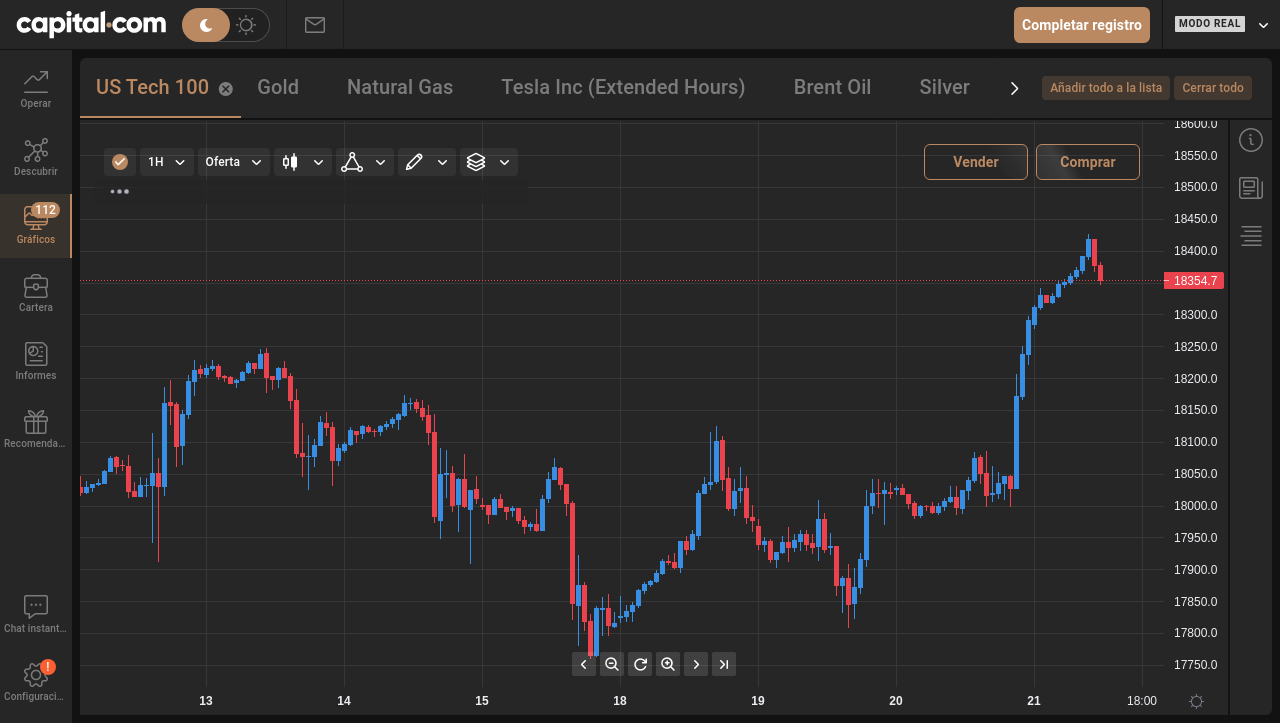 capital.com
Completar registro
MODO REAL
Operar
Descubrir
112
Gráficos
Cartera
Informes
Recomenda...
Chat instant...
!
Configuraci...
US Tech 100
Gold
Natural Gas
Tesla Inc (Extended Hours)
Brent Oil
Silver
Añadir todo a la lista
Cerrar todo
1H
Oferta
Vender
Comprar
18600.0
18550.0
18500.0
18450.0
18400.0
18354.7
18300.0
18250.0
18200.0
18150.0
18100.0
18050.0
18000.0
17950.0
17900.0
17850.0
17800.0
17750.0
13 14 15 18 19 20 21 18:00